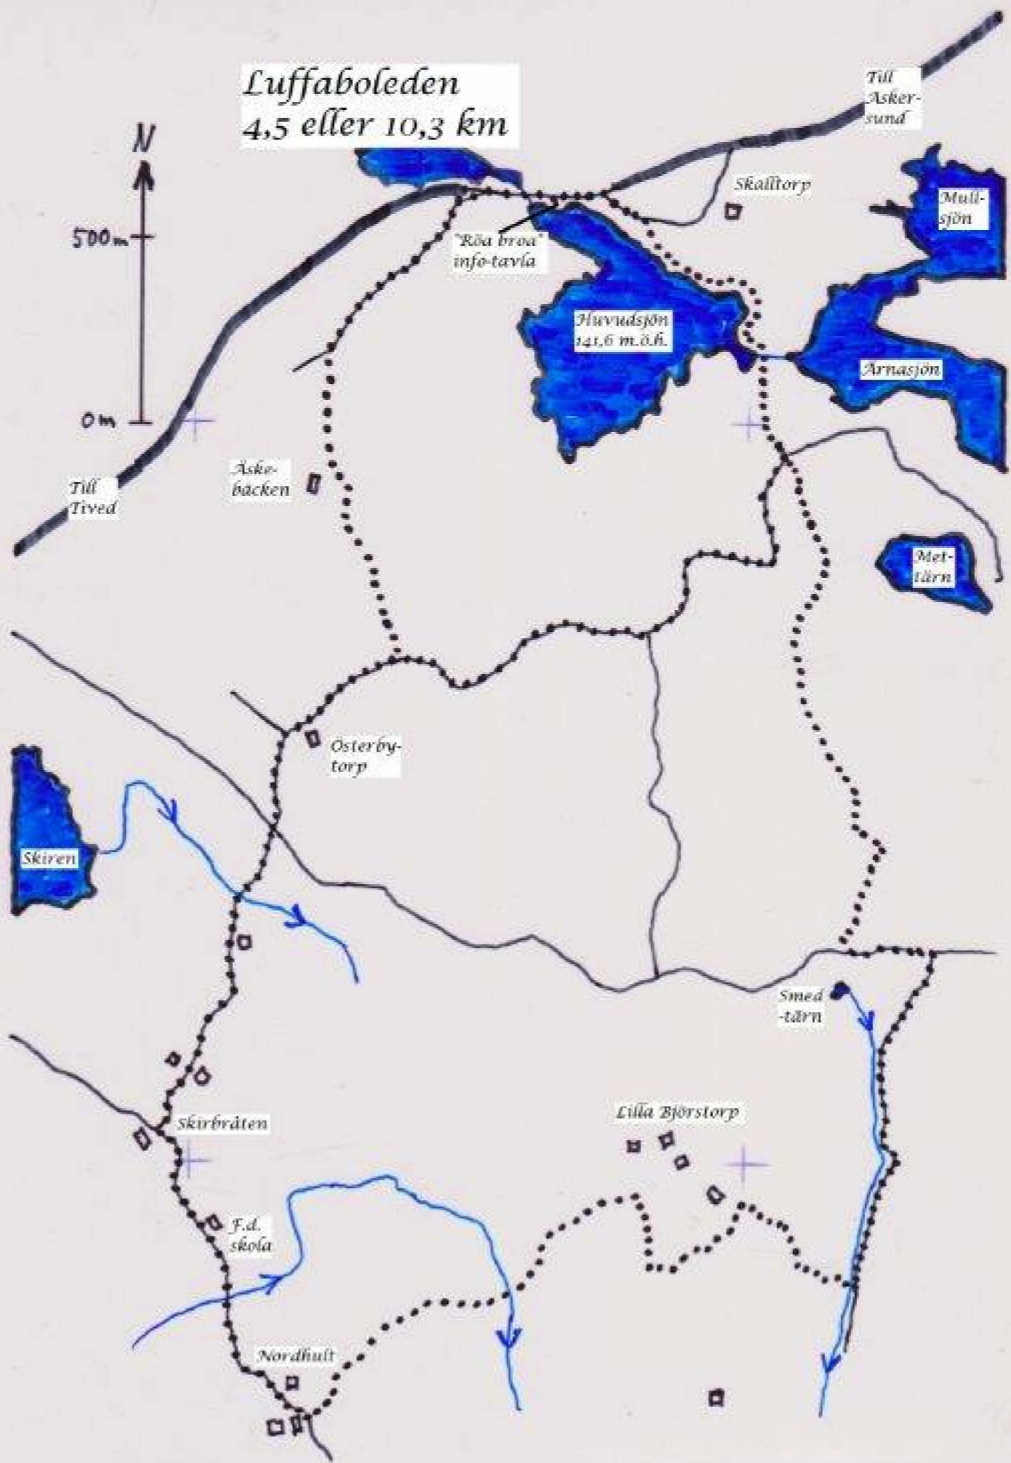 Luffaboleden
4,5 eller 10,3 km
Till
Asker-
sund
N
Skalltorp
Mull-
sjön
500m
"Röa broa"
info-tavla
Huvudsjön
141,6 m.ö.h.
Arnasjön
0m
Äske-
bäcken
Till
Tived
Met-
tärn
Österby-
torp
Skiren
Smed
-tärn
Lilla Björstorp
Skirbråten
F.d.
skola
Nordhult